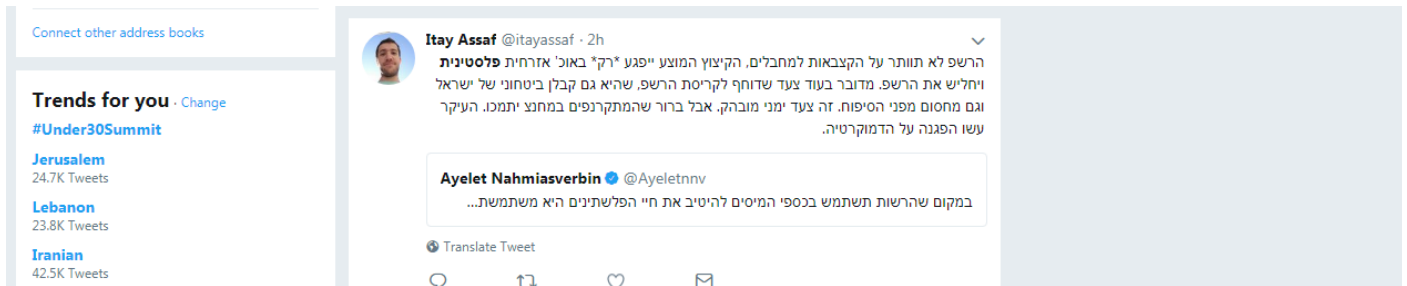 Connect other address books
Trends for you · Change
#Under30Summit
Jerusalem
24.7K Tweets
Lebanon
23.8K Tweets
Iranian
42.5K Tweets
Itay Assaf @itayassaf · 2h
הרשפ לא תוותר על הקצבאות למחבלים, הקיצוץ המוצע ייפגע *רק* באוכ' אזרחית פלסטינית
ויחליש את הרשפ. מדובר בעוד צעד שדוחף לקריסת הרשפ, שהיא גם קבלן ביטחוני של ישראל
וגם מחסום מפני הסיפוח. זה צעד ימני מובהק. אבל ברור שהמתקרנפים במחנצ יתמכו. העיקר
עשו הפגנה על הדמוקרטיה.
Ayelet Nahmiasverbin @Ayeletnnv
במקום שהרשות תשתמש בכספי המיסים להיטיב את חיי הפלשתינים היא משתמשת...
Translate Tweet